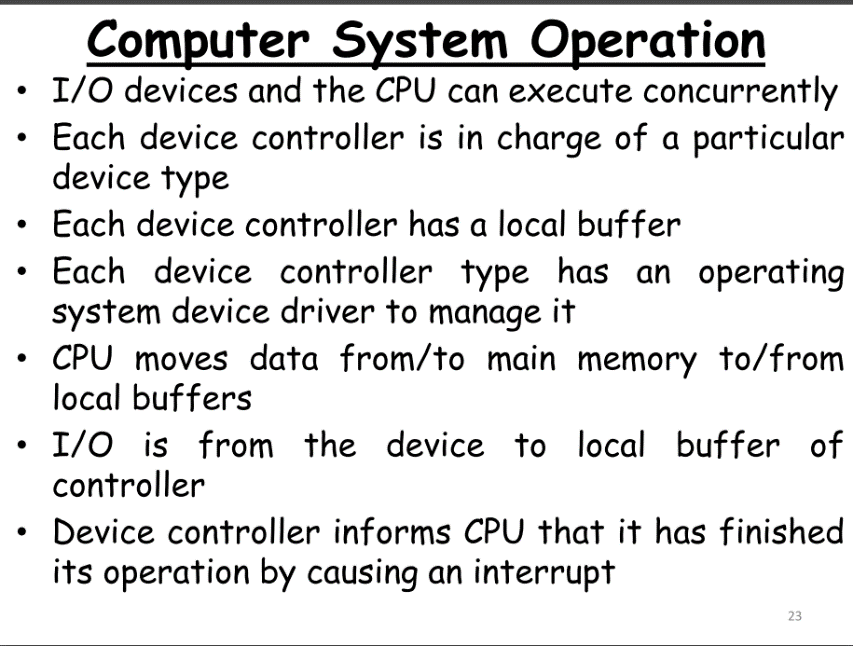 Computer System Operation
• I/O devices and the CPU can execute concurrently
• Each device controller is in charge of a particular
device type
• Each device controller has a local buffer
• Each device controller type has an operating
system device driver to manage it
• CPU moves data from/to main memory to/from
local buffers
• I/O is from the device to local buffer of
controller
• Device controller informs CPU that it has finished
its operation by causing an interrupt
23